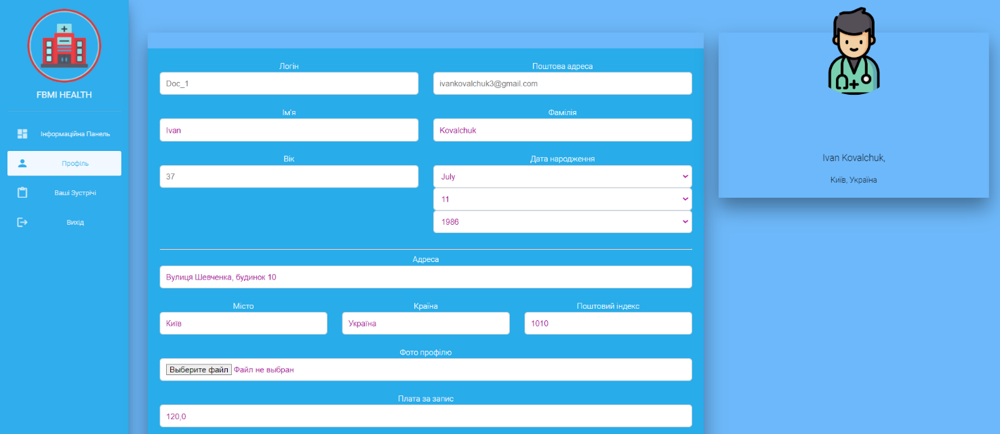 FBMI HEALTH
Інформаційна Панель
Профіль
Ваші Зустрічі
Вихід
Логін
Поштова адреса
Doc_1
ivankovalchuk3@gmail.com
Ім'я
Фамілія
Ivan
Kovalchuk
Вік
Дата народження
37
July
11
1986
Адреса
Вулиця Шевченка, будинок 10
Місто
Країна
Поштовий індекс
Київ
Україна
1010
Фото профілю
Выберите файл Файл не выбран
Плата за запис
120,0
Ivan Kovalchuk,
Київ, Україна